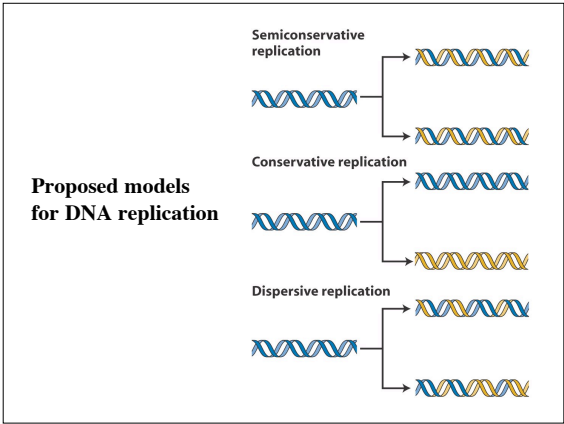 Proposed models
for DNA replication
Semiconservative
replication
Conservative replication
Dispersive replication